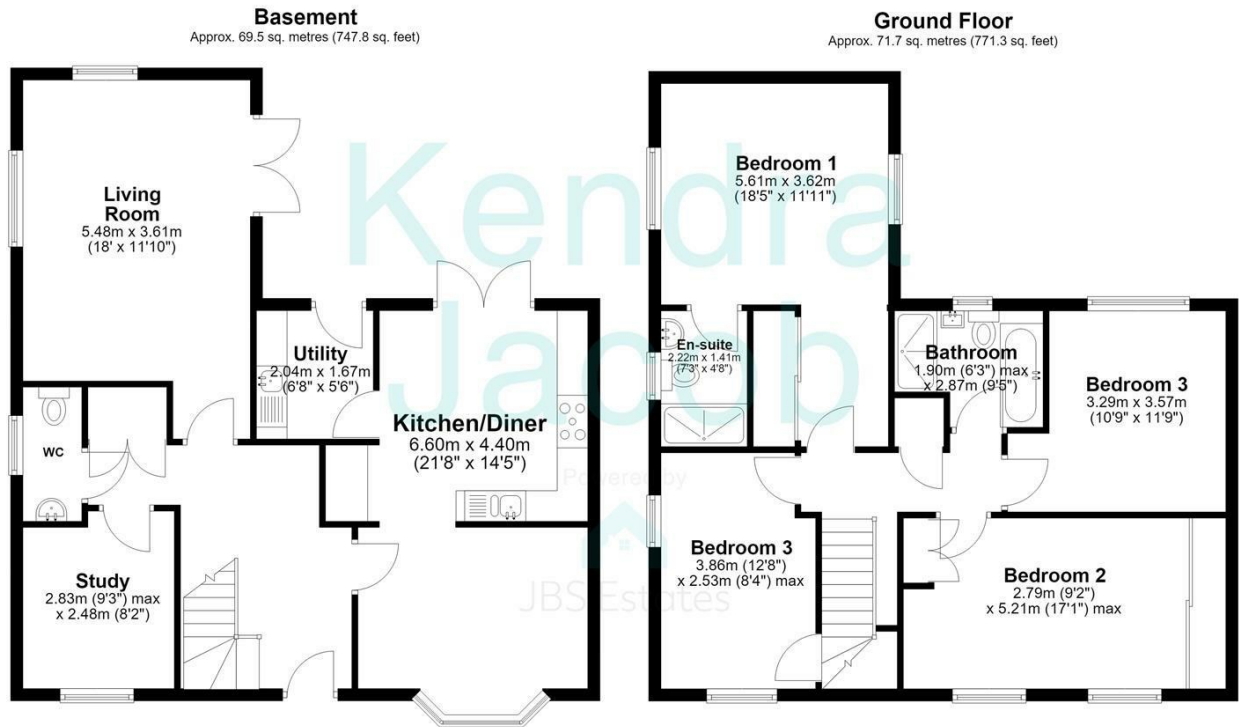 Basement
Approx. 69.5 sq. metres (747.8 sq. feet)
Living
Room
5.48m x 3.61m
(18' x 11'10")
Utility
2.04m x 1.67m
(6'8" x 5'6")
Kitchen/Diner
6.60m x 4.40m
(21'8" x 14'5")
WC
Study
2.83m (9'3") max
x 2.48m (8'2")
Ground Floor
Approx. 71.7 sq. metres (771.3 sq. feet)
Bedroom 1
5.61m x 3.62m
(18'5" x 11'11")
En-suite
2.22m x 1.41m
(7'3" x 4'8")
Bathroom
1.90m (6'3") max
x 2.87m (9'5")
Bedroom 3
3.29m x 3.57m
(10'9" x 11'9")
Bedroom 3
3.86m (12'8")
x 2.53m (8'4") max
Bedroom 2
2.79m (9'2")
x 5.21m (17'1") max
Kendra
Jacob
Powered by
JBS Estates